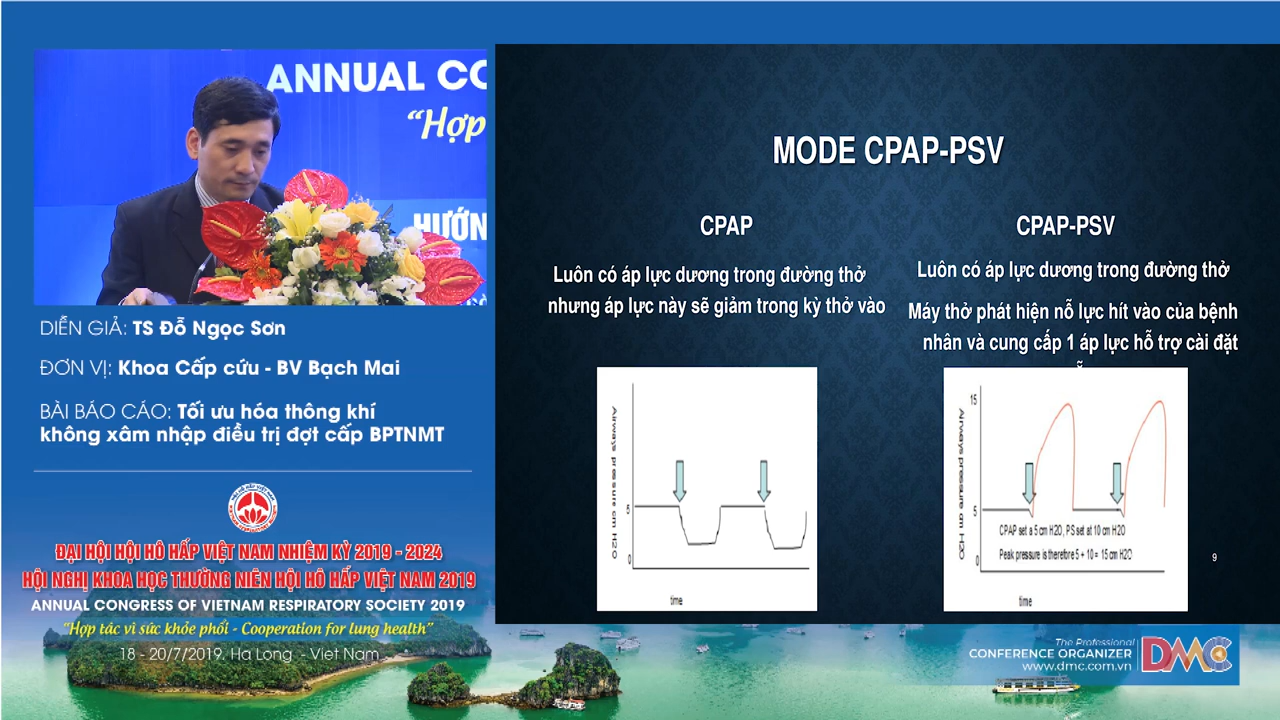 ANNUAL CO
“Hợp
HƯỚN
DIỄN GIẢ: TS Đỗ Ngọc Sơn
ĐƠN VỊ: Khoa Cấp cứu - BV Bạch Mai
BÀI BÁO CÁO: Tối ưu hóa thông khí
không xâm nhập điều trị đợt cấp BPTNMT
ĐẠI HỘI HỘI HÔ HẤP VIỆT NAM NHIỆM KỲ 2019 - 2024
HỘI NGHỊ KHOA HỌC THƯỜNG NIÊN HỘI HÔ HẤP VIỆT NAM 2019
ANNUAL CONGRESS OF VIETNAM RESPIRATORY SOCIETY 2019
“Hợp tác vì sức khỏe phổi - Cooperation for lung health”
18 - 20/7/2019. Ha Long - Viet Nam
MODE CPAP-PSV
CPAP
Luôn có áp lực dương trong đường thở
nhưng áp lực này sẽ giảm trong kỳ thở vào
Airways pressure cm H2O
5
0
time
CPAP-PSV
Luôn có áp lực dương trong đường thở
Máy thở phát hiện nỗ lực hít vào của bệnh
nhân và cung cấp 1 áp lực hỗ trợ cài đặt
15
Airways pressure cm H2O
5
CPAP set a 5 cm H2O, PS set at 10 cm H2O
Peak pressure is therefore 5 + 10 = 15 cm H2O
0
time
9
The Professional
CONFERENCE ORGANIZER
www.dmc.com.vn
DMC